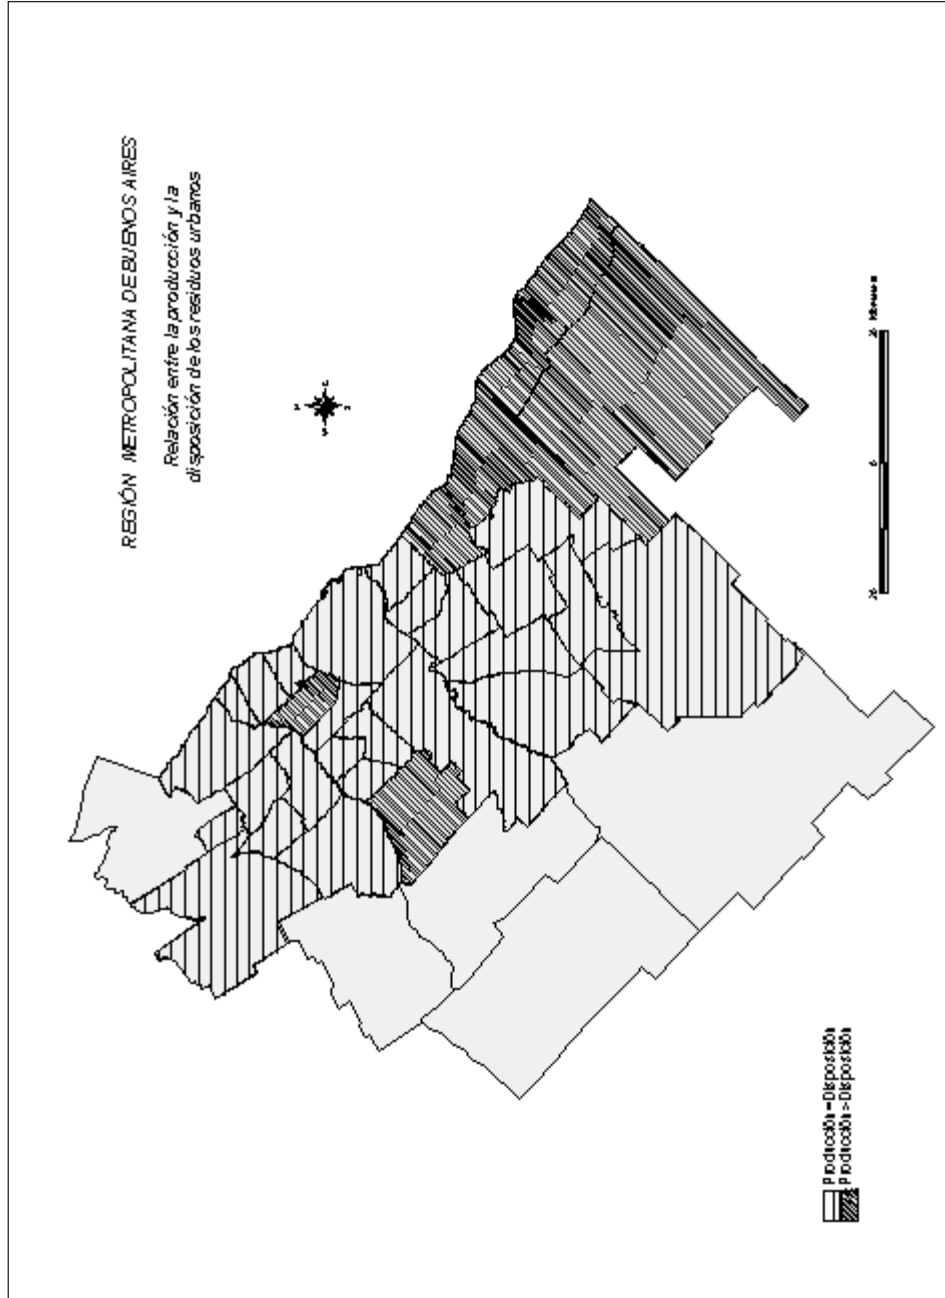 REGIÓN METROPOLITANA DE BUENOS AIRES
Relación entre la producción y la
disposición de los residuos urbanos
Producción=Disposición
Producción>Disposición